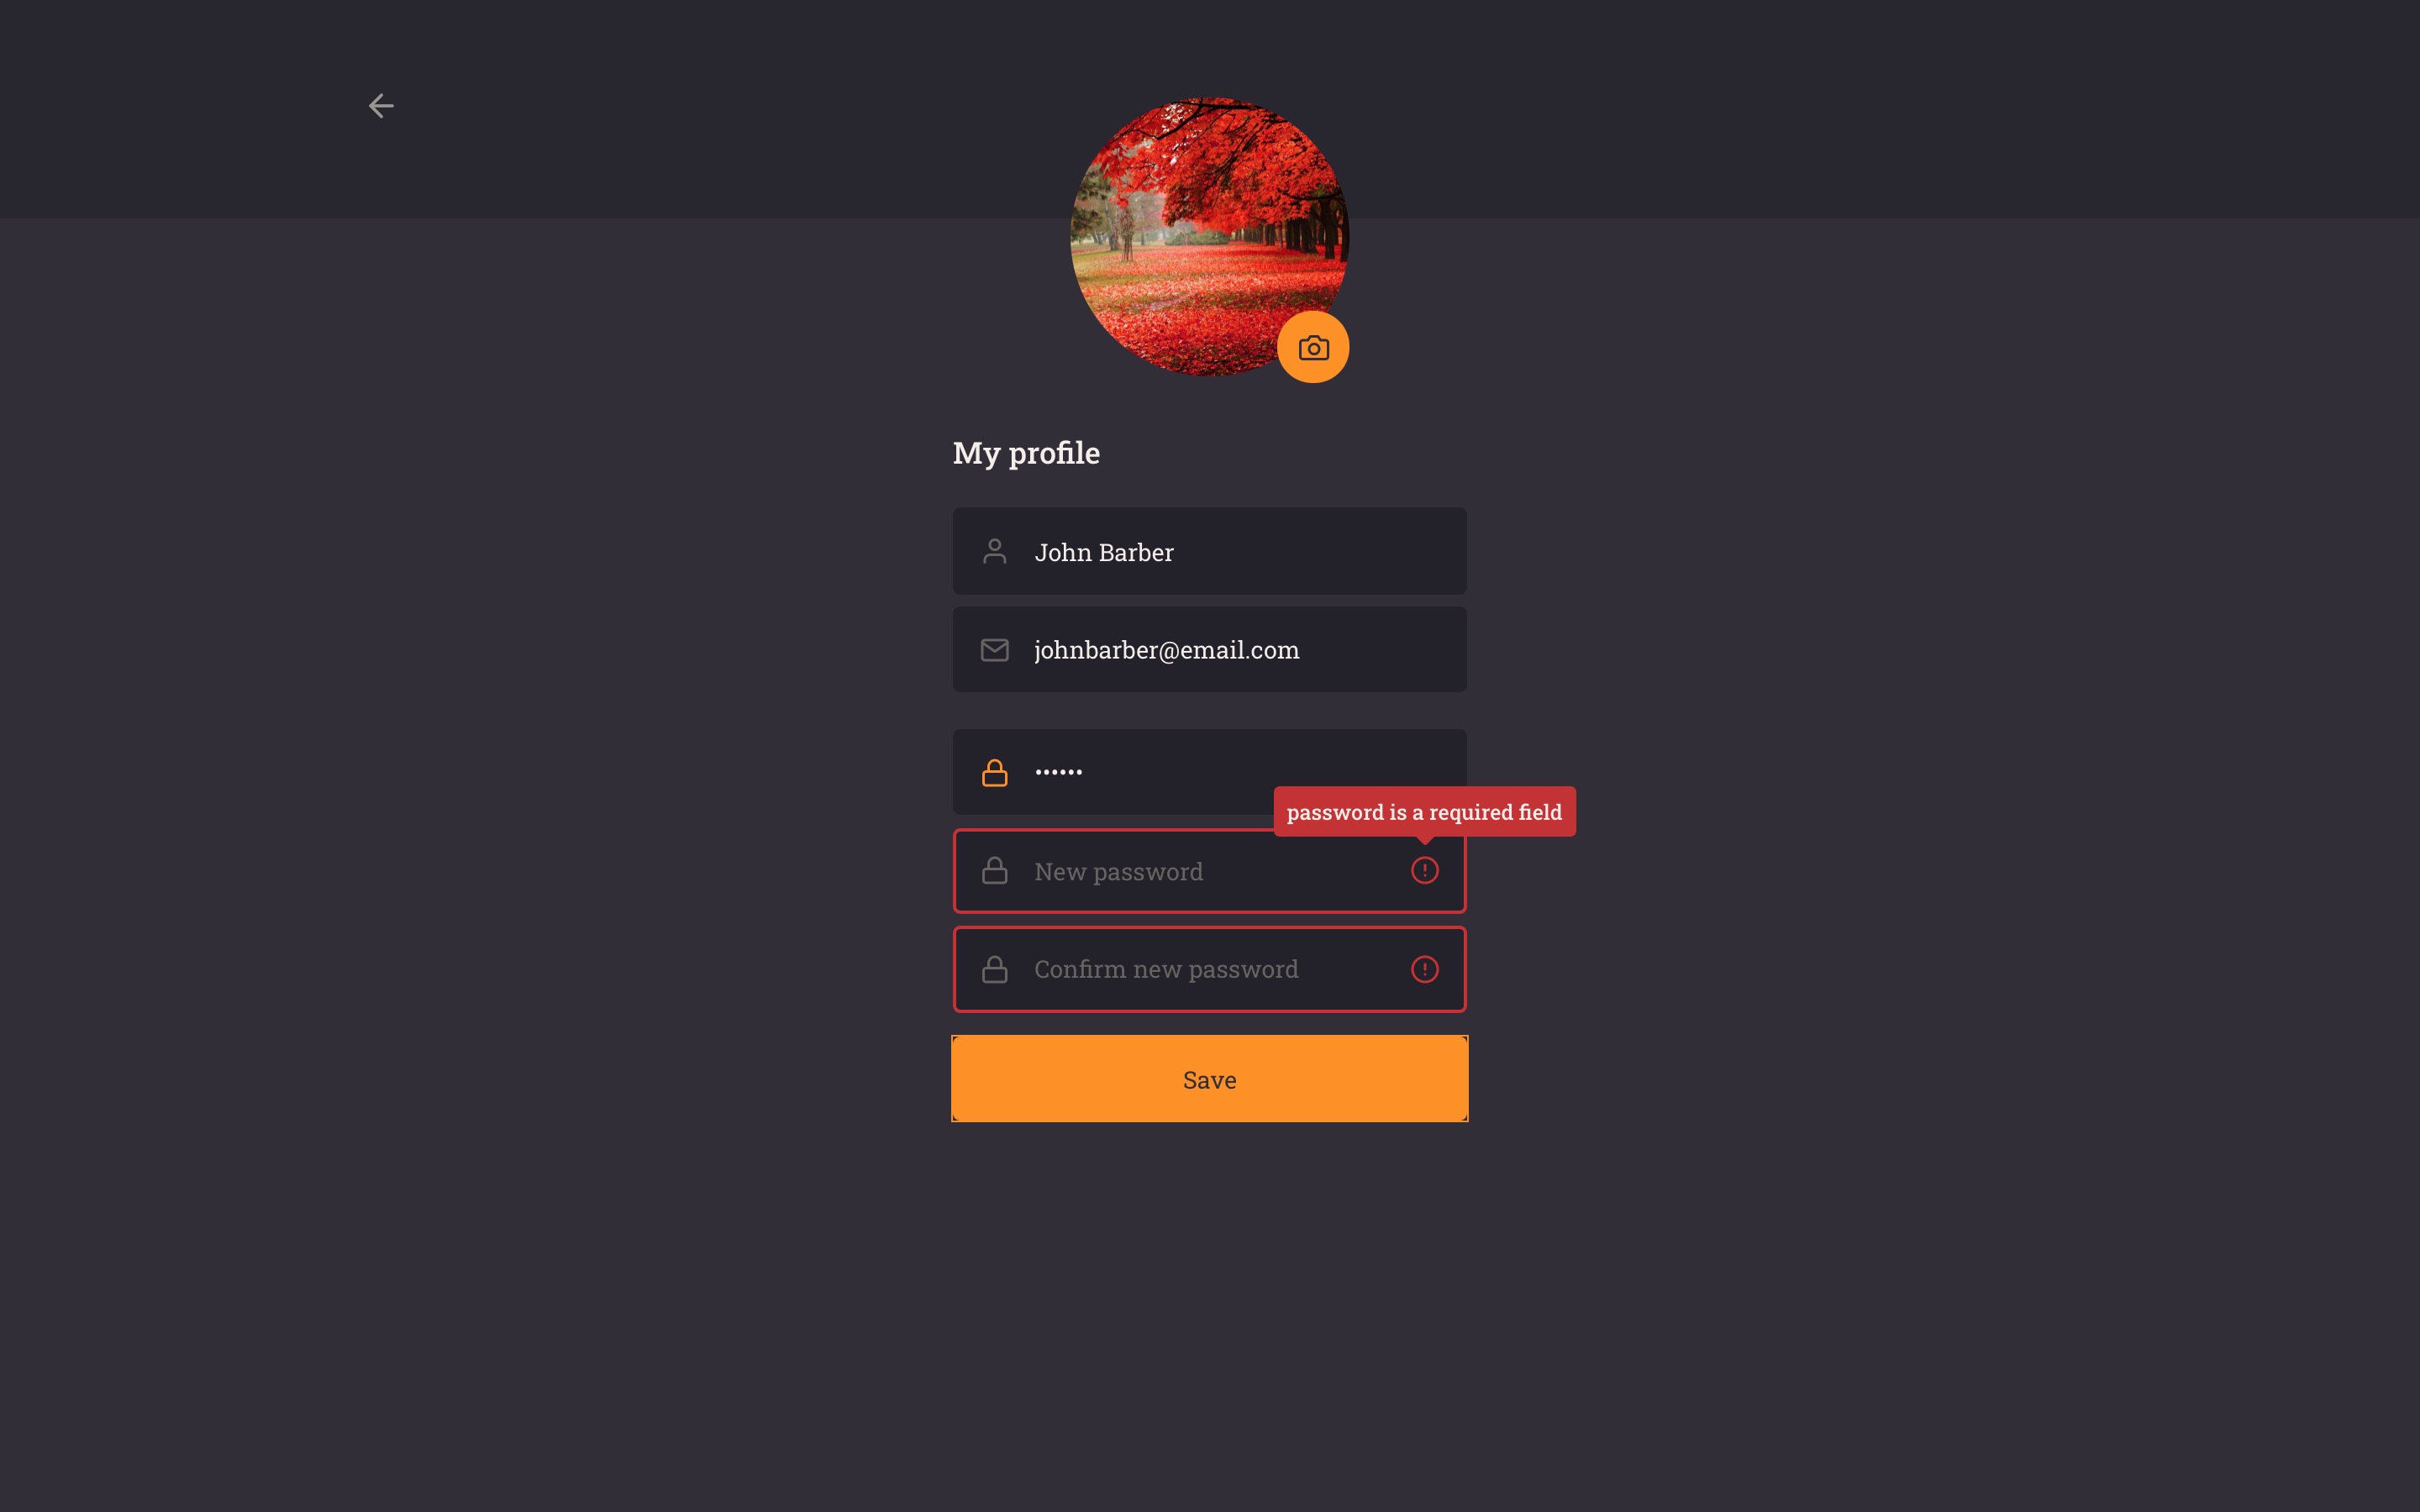 My profile
John Barber
johnbarber@email.com
••••••
password is a required field
New password
Confirm new password
Save